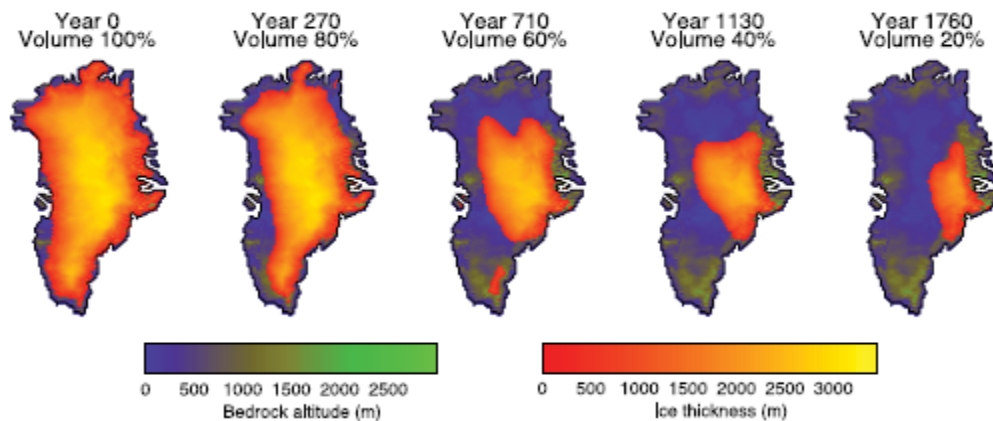 Year 0
Volume 100%
Year 270
Volume 80%
Year 710
Volume 60%
Year 1130
Volume 40%
Year 1760
Volume 20%
0 500 1000 1500 2000 2500
Bedrock altitude (m)
0 500 1000 1500 2000 2500 3000
Ice thickness (m)